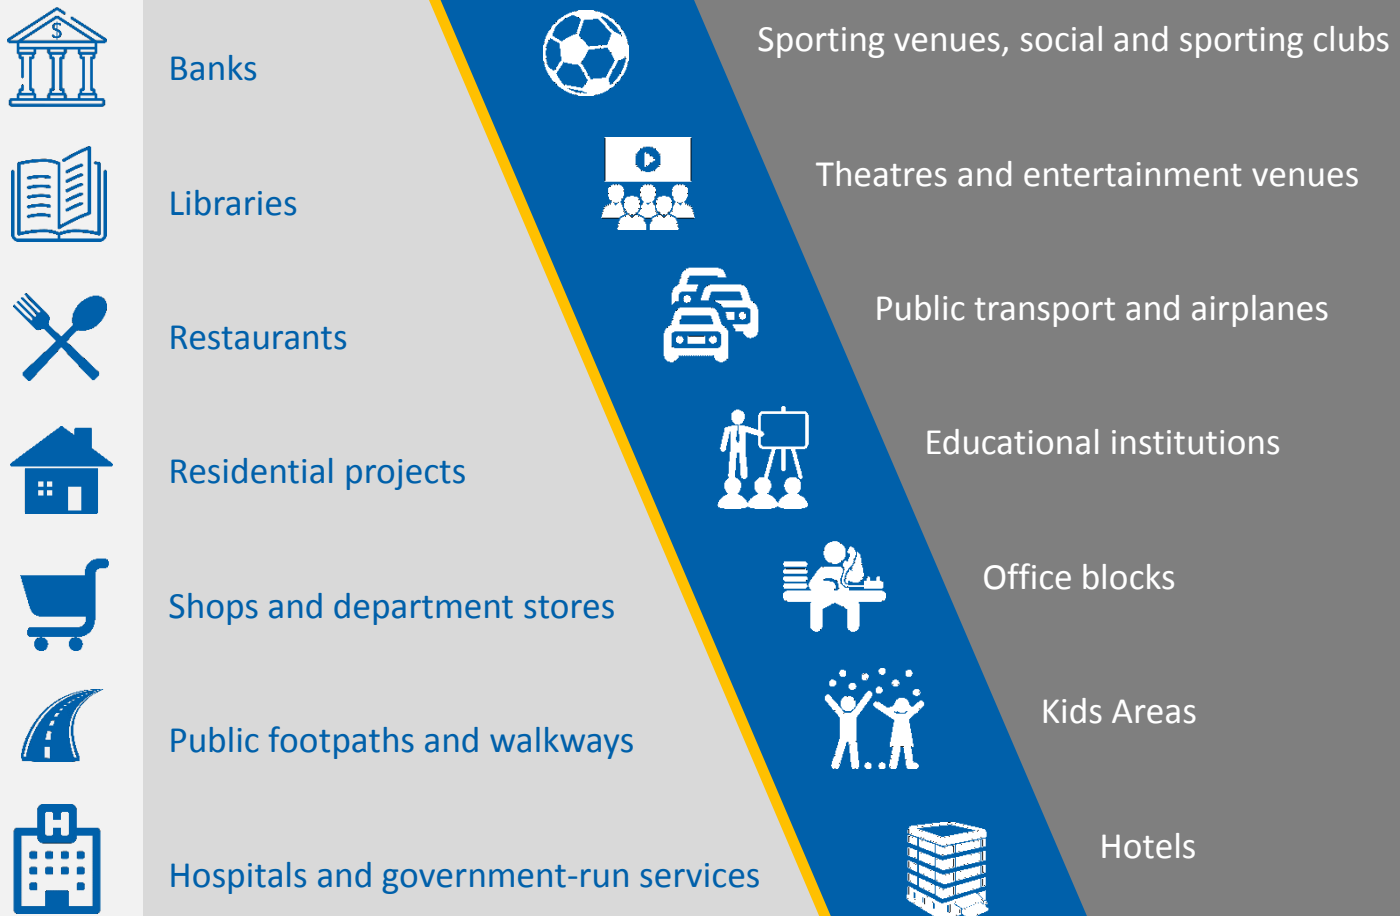 Banks
Libraries
Restaurants
Residential projects
Shops and department stores
Public footpaths and walkways
Hospitals and government-run services
Sporting venues, social and sporting clubs
Theatres and entertainment venues
Public transport and airplanes
Educational institutions
Office blocks
Kids Areas
Hotels
$
H